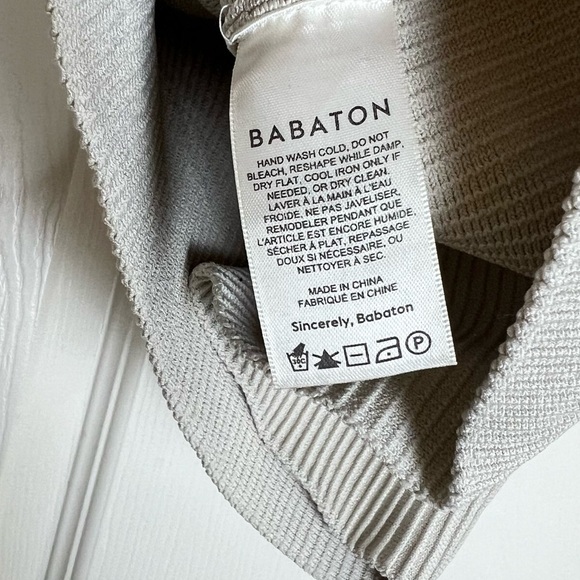 BABATON
HAND WASH COLD, DO NOT
BLEACH, RESHAPE WHILE DAMP,
DRY FLAT, COOL IRON ONLY IF
NEEDED, OR DRY CLEAN.
LAVER À LA MAIN À L'EAU
FROIDE, NE PAS JAVELISER,
REMODELER PENDANT QUE
L'ARTICLE EST ENCORE HUMIDE,
SÉCHER À PLAT, REPASSAGE
DOUX SI NÉCESSAIRE, OU
NETTOYER À SEC.
MADE IN CHINA
FABRIQUÉ EN CHINE
Sincerely, Babaton
30C P